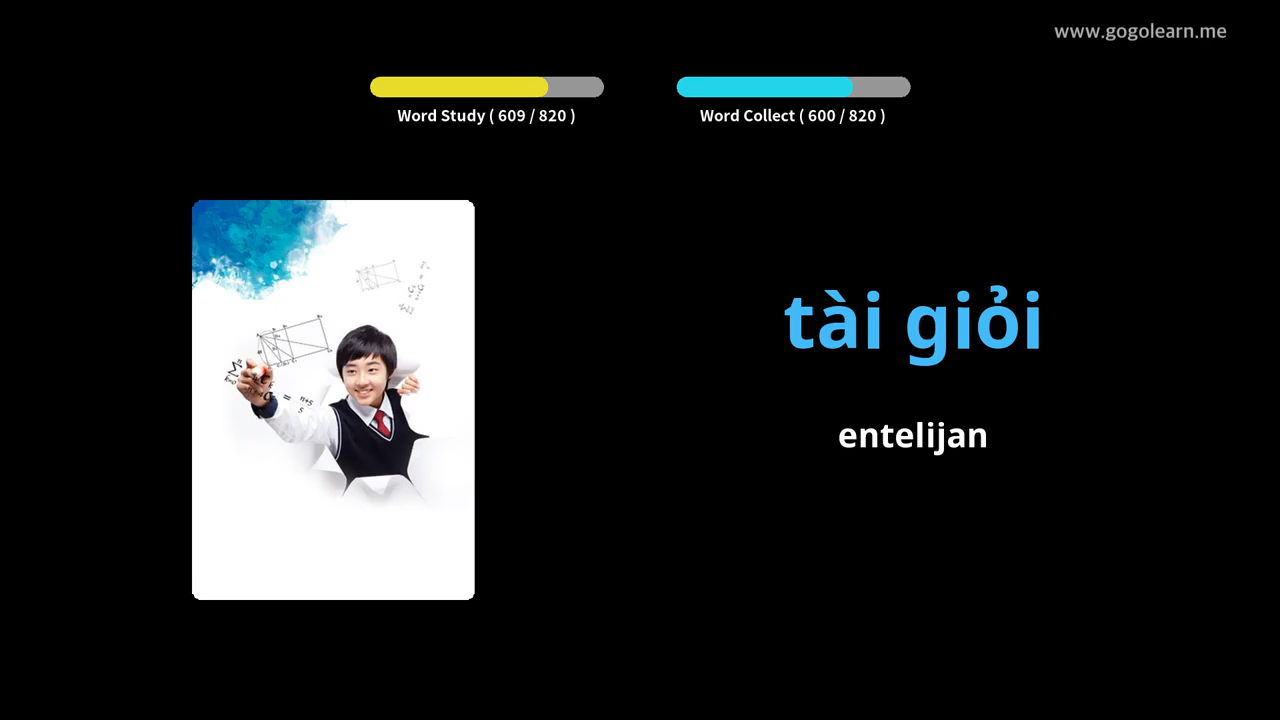 www.gogolearn.me
Word Study ( 609 / 820 )
Word Collect ( 600 / 820 )
tài giỏi
entelijan